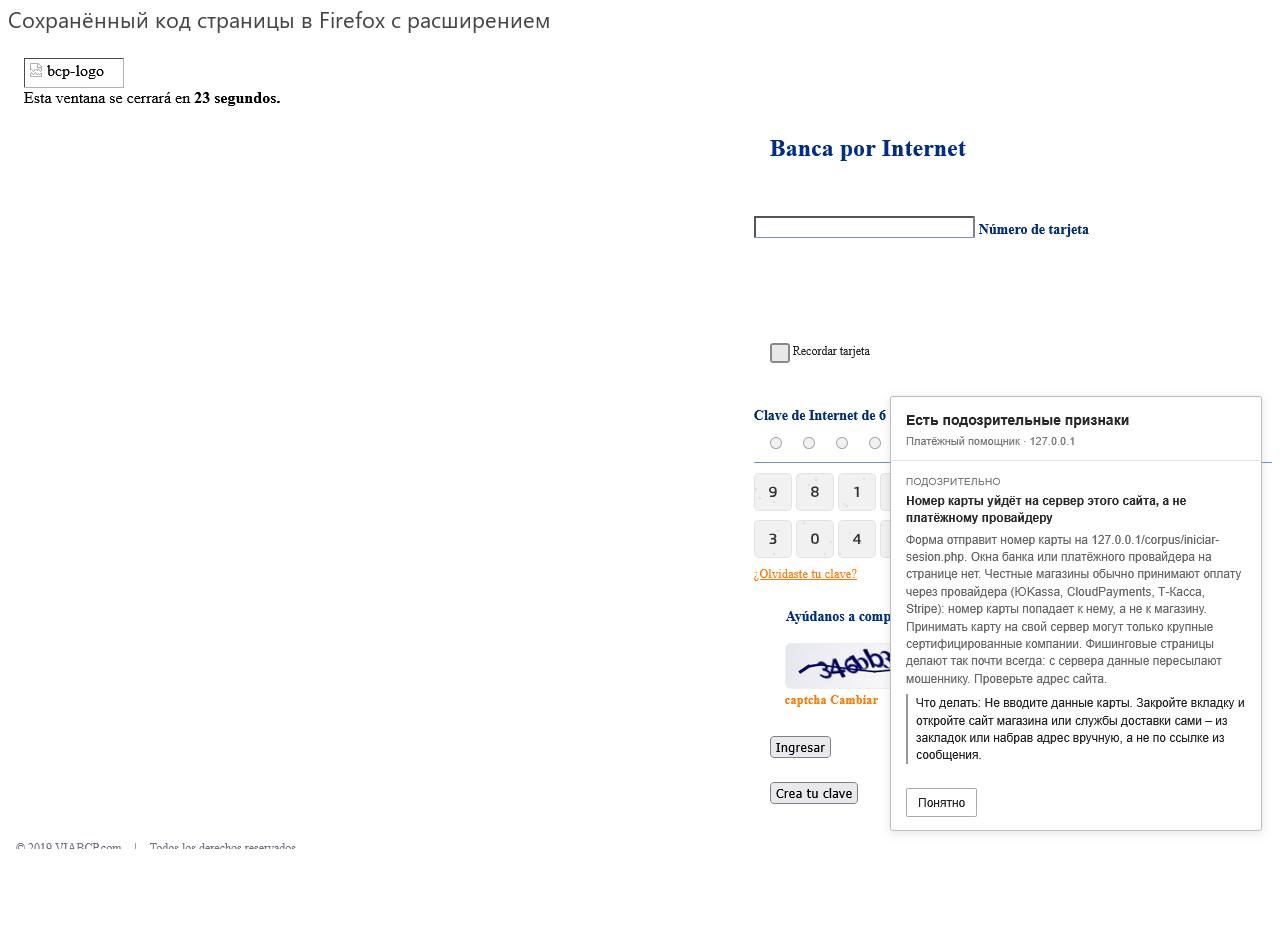 Сохранённый код страницы в Firefox с расширением
bcp-logo
Esta ventana se cerrará en 23 segundos.
Banca por Internet
Número de tarjeta
Recordar tarjeta
Clave de Internet de 6
9 8 1
3 0 4
¿Olvidaste tu clave?
Ayúdanos a comp
captcha Cambiar
Ingresar
Crea tu clave
Есть подозрительные признаки
Платёжный помощник · 127.0.0.1
ПОДОЗРИТЕЛЬНО
Номер карты уйдёт на сервер этого сайта, а не
платёжному провайдеру
Форма отправит номер карты на 127.0.0.1/corpus/iniciar-
sesion.php. Окна банка или платёжного провайдера на
странице нет. Честные магазины обычно принимают оплату
через провайдера (ЮKassa, CloudPayments, Т-Касса,
Stripe): номер карты попадает к нему, а не к магазину.
Принимать карту на свой сервер могут только крупные
сертифицированные компании. Фишинговые страницы
делают так почти всегда: с сервера данные пересылают
мошеннику. Проверьте адрес сайта.
Что делать: Не вводите данные карты. Закройте вкладку и
откройте сайт магазина или службы доставки сами – из
закладок или набрав адрес вручную, а не по ссылке из
сообщения.
Понятно
© 2019 VIABCP.com | Todos los derechos reservados